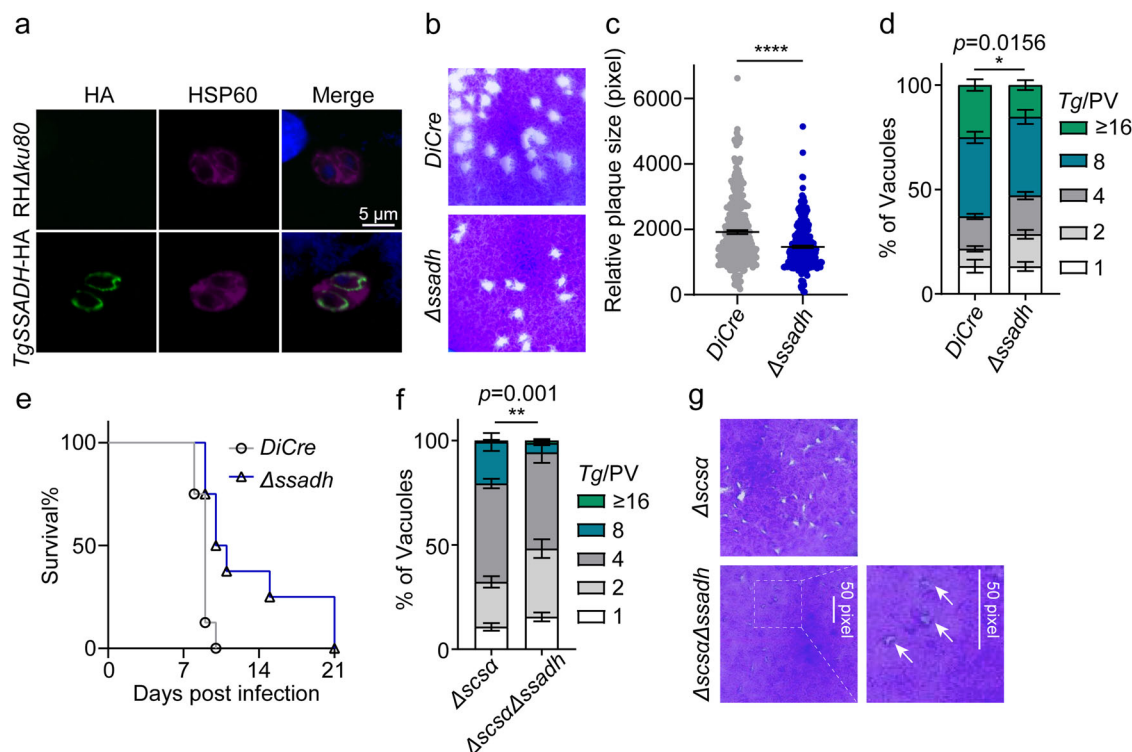 a
HA HSP60 Merge
RHΔku80
5 μm
TgSSADH-HA
b
DiCre
Δssadh
c
****
Relative plaque size (pixel)
6000
4000
2000
0
DiCre
Δssadh
d
p=0.0156
*
% of Vacuoles
100
50
0
Tg/PV
≥16
8
4
2
1
DiCre
Δssadh
e
Survival%
100
50
0
DiCre
Δssadh
0 7 14 21
Days post infection
f
p=0.001
**
% of Vacuoles
100
50
0
Tg/PV
≥16
8
4
2
1
Δscsα
ΔscsαΔssadh
g
Δscsα
ΔscsαΔssadh
50 pixel
50 pixel